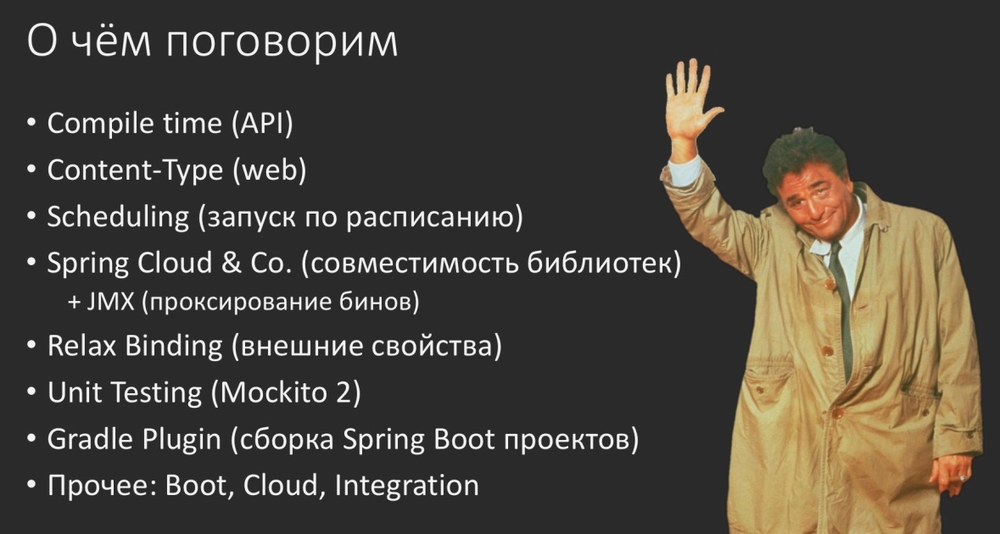 О чём поговорим
• Compile time (API)
• Content-Type (web)
• Scheduling (запуск по расписанию)
• Spring Cloud & Co. (совместимость библиотек)
+ JMX (проксирование бинов)
• Relax Binding (внешние свойства)
• Unit Testing (Mockito 2)
• Gradle Plugin (сборка Spring Boot проектов)
• Прочее: Boot, Cloud, Integration